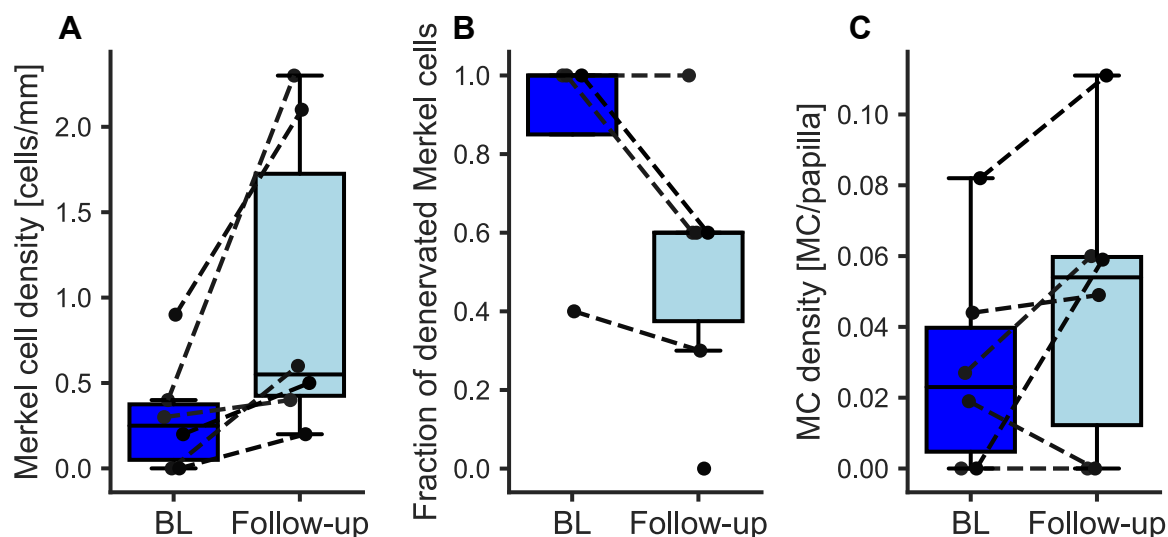 A
Merkel cell density [cells/mm]
2.0
1.5
1.0
0.5
0.0
BL Follow-up
B
Fraction of denervated Merkel cells
1.0
0.8
0.6
0.4
0.2
0.0
BL Follow-up
C
MC density [MC/papilla]
0.10
0.08
0.06
0.04
0.02
0.00
BL Follow-up